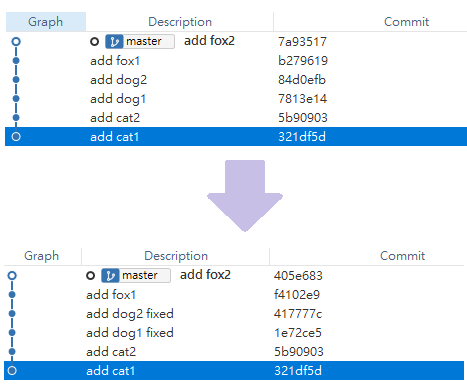 Graph Description Commit
master add fox2 7a93517
add fox1 b279619
add dog2 84d0efb
add dog1 7813e14
add cat2 5b90903
add cat1 321df5d
Graph Description Commit
master add fox2 405e683
add fox1 f4102e9
add dog2 fixed 417777c
add dog1 fixed 1e72ce5
add cat2 5b90903
add cat1 321df5d